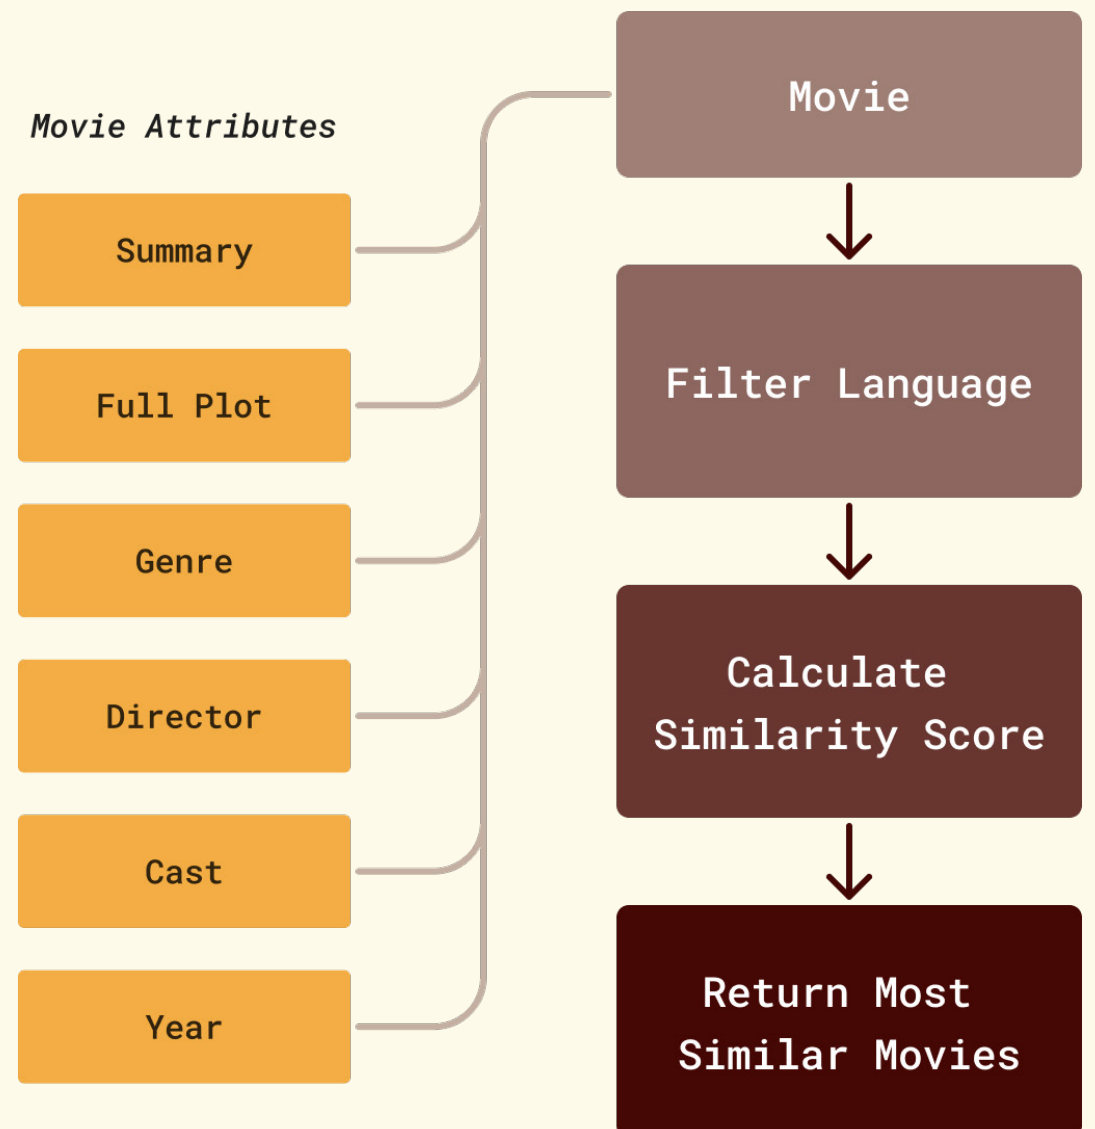 Movie Attributes
Summary
Full Plot
Genre
Director
Cast
Year
Movie
Filter Language
Calculate
Similarity Score
Return Most
Similar Movies